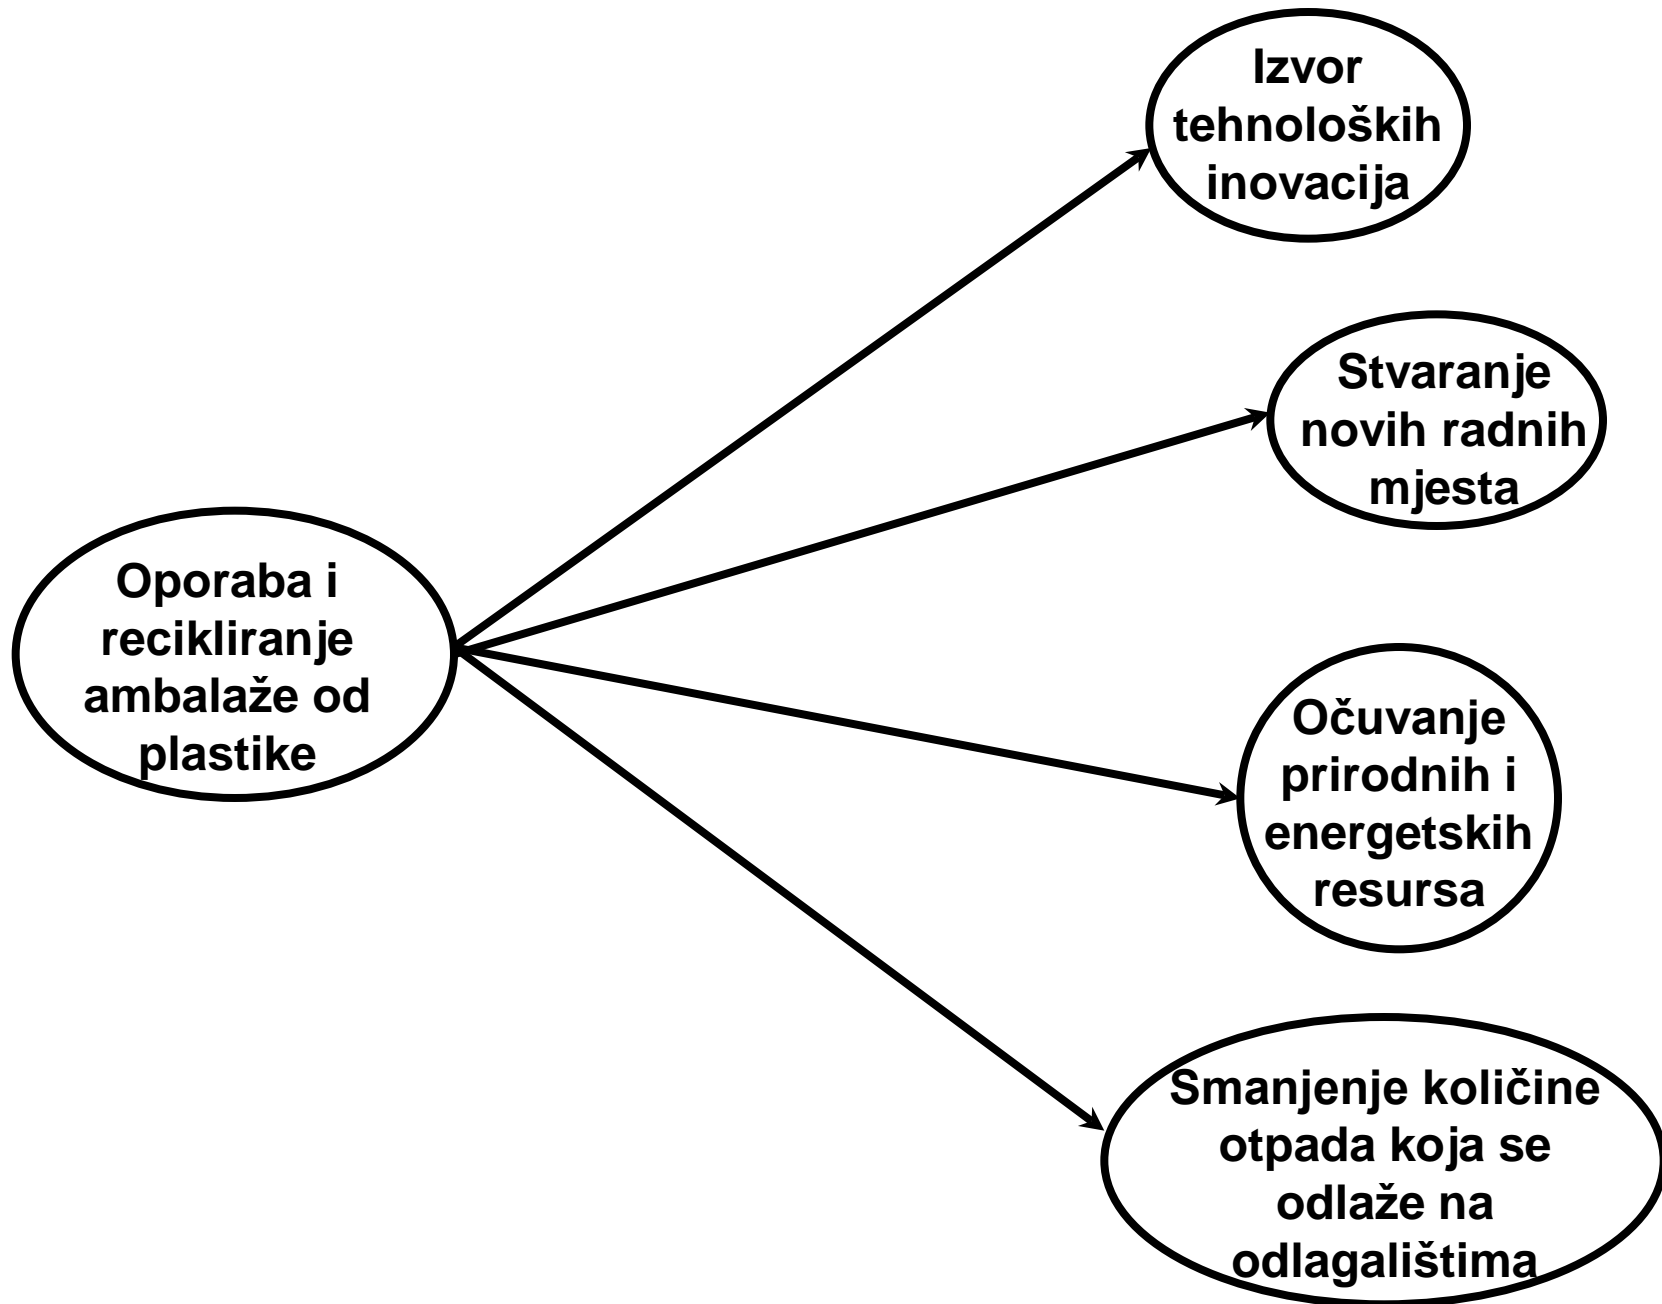 Izvor
tehnoloških
inovacija
Stvaranje
novih radnih
mjesta
Oporaba i
recikliranje
ambalaže od
plastike
Očuvanje
prirodnih i
energetskih
resursa
Smanjenje količine
otpada koja se
odlaže na
odlagalištima